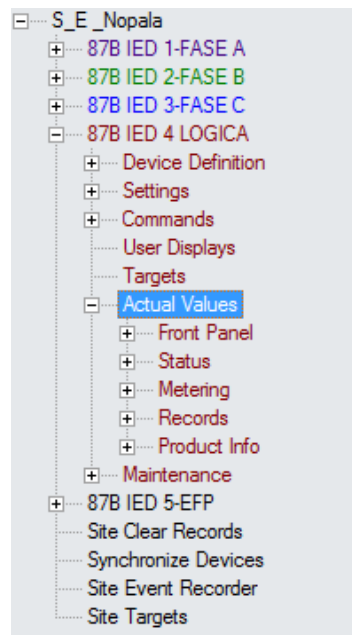 S_E _Nopala
87B IED 1-FASE A
87B IED 2-FASE B
87B IED 3-FASE C
87B IED 4 LOGICA
Device Definition
Settings
Commands
User Displays
Targets
Actual Values
Front Panel
Status
Metering
Records
Product Info
Maintenance
87B IED 5-EFP
Site Clear Records
Synchronize Devices
Site Event Recorder
Site Targets